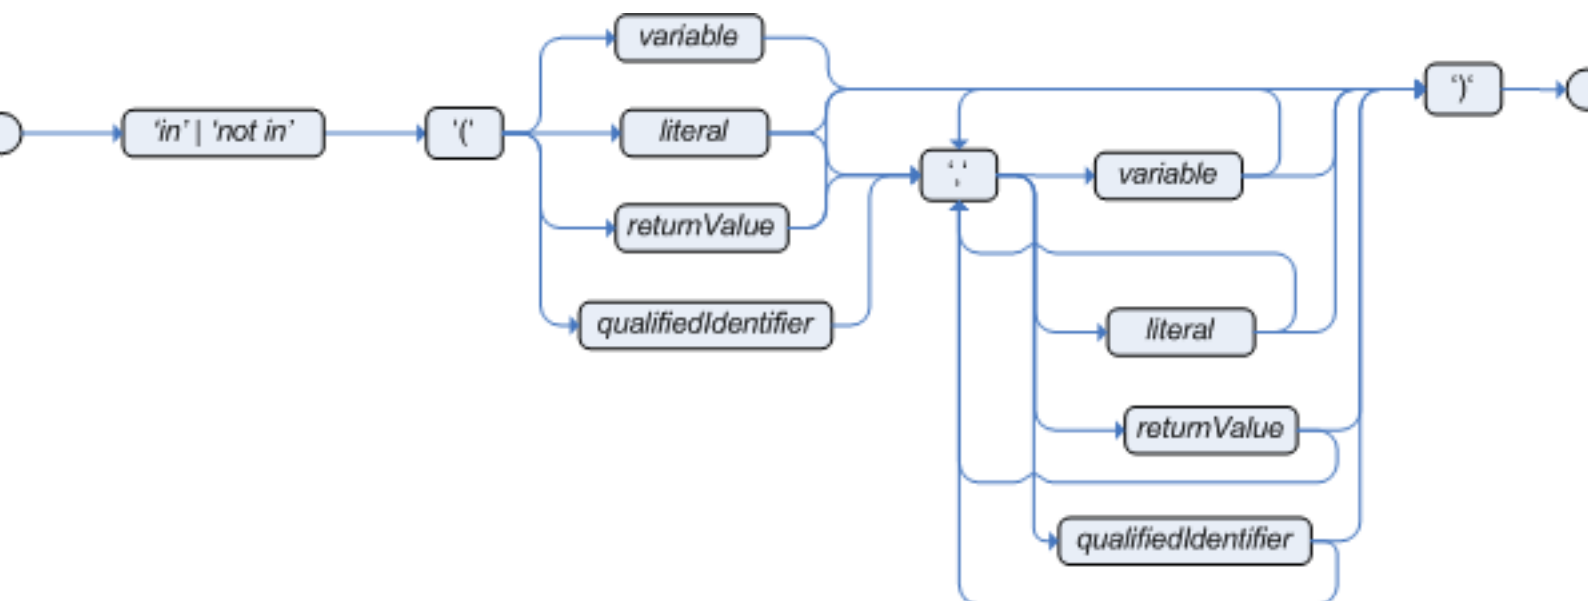 variable
'in' | 'not in'
'('
literal
returnValue
qualifiedIdentifier
','
variable
literal
returnValue
qualifiedIdentifier
')'